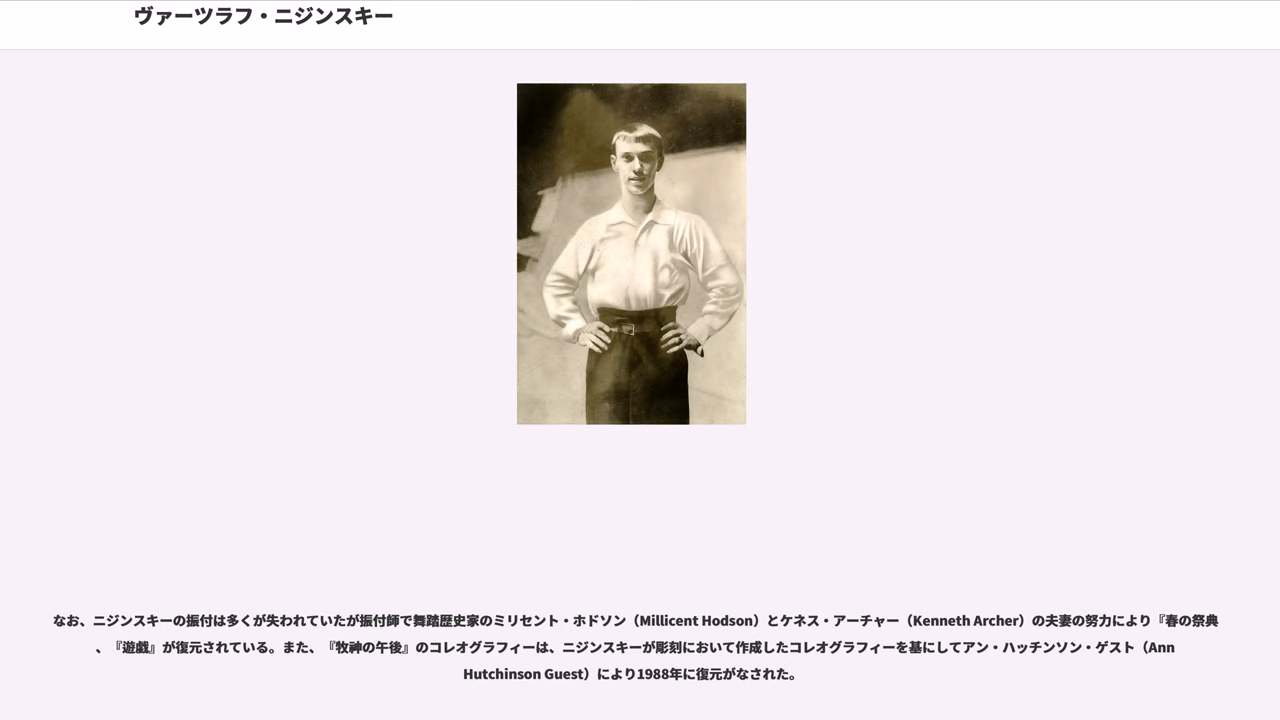 ヴァーツラフ・ニジンスキー
なお、ニジンスキーの振付は多くが失われていたが振付師で舞踏歴史家のミリセント・ホドソン（Millicent Hodson）とケネス・アーチャー（Kenneth Archer）の夫妻の努力により『春の祭典
、『遊戯』が復元されている。また、『牧神の午後』のコレオグラフィーは、ニジンスキーが彫刻において作成したコレオグラフィーを基にしてアン・ハッチンソン・ゲスト（Ann
Hutchinson Guest）により1988年に復元がなされた。